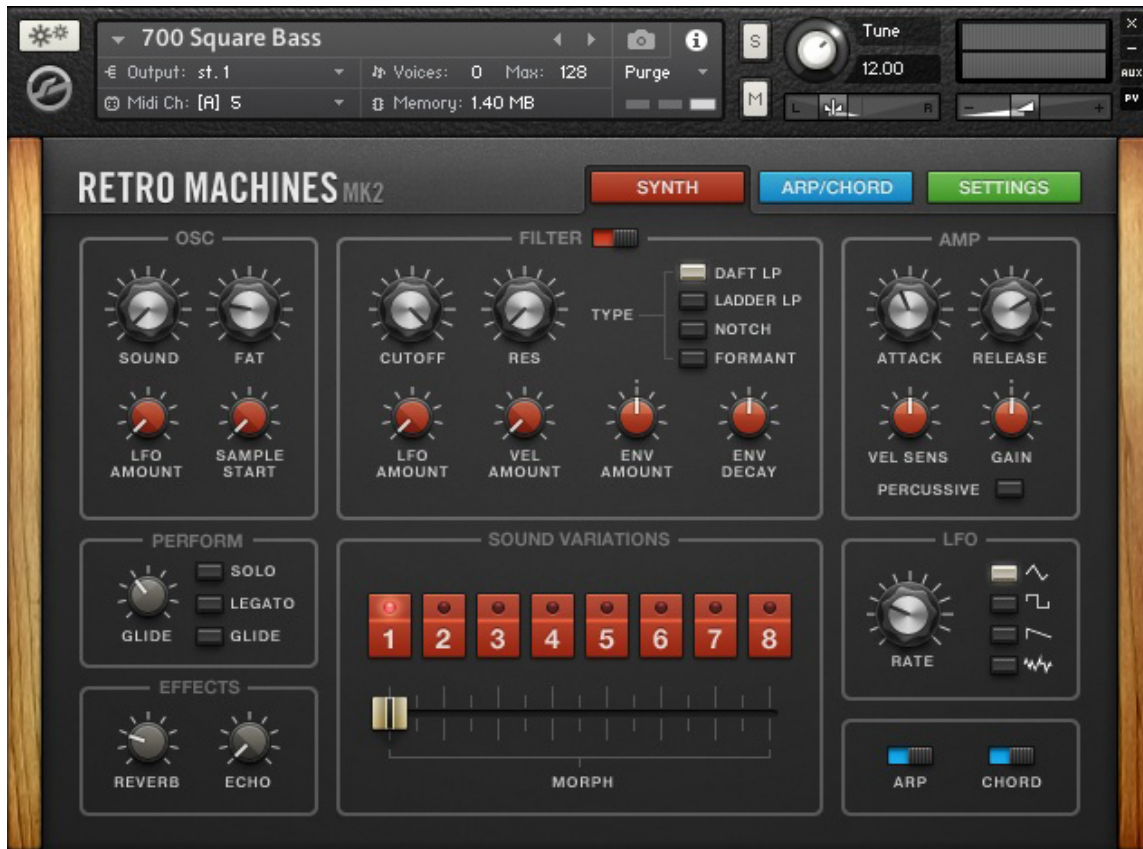 700 Square Bass
Output: st.1
Voices: 0 Max: 128
Purge
Midi Ch: [A] 5
Memory: 1.40 MB
S
M
Tune
12.00
L
R
-
+
×
-
AUX
PV
RETRO MACHINES MK2
SYNTH
ARP/CHORD
SETTINGS
OSC
SOUND
FAT
LFO
AMOUNT
SAMPLE
START
FILTER
CUTOFF
RES
TYPE
DAFT LP
LADDER LP
NOTCH
FORMANT
LFO
AMOUNT
VEL
AMOUNT
ENV
AMOUNT
ENV
DECAY
AMP
ATTACK
RELEASE
VEL SENS
GAIN
PERCUSSIVE
PERFORM
GLIDE
SOLO
LEGATO
GLIDE
EFFECTS
REVERB
ECHO
SOUND VARIATIONS
1 2 3 4 5 6 7 8
MORPH
LFO
RATE
ARP
CHORD